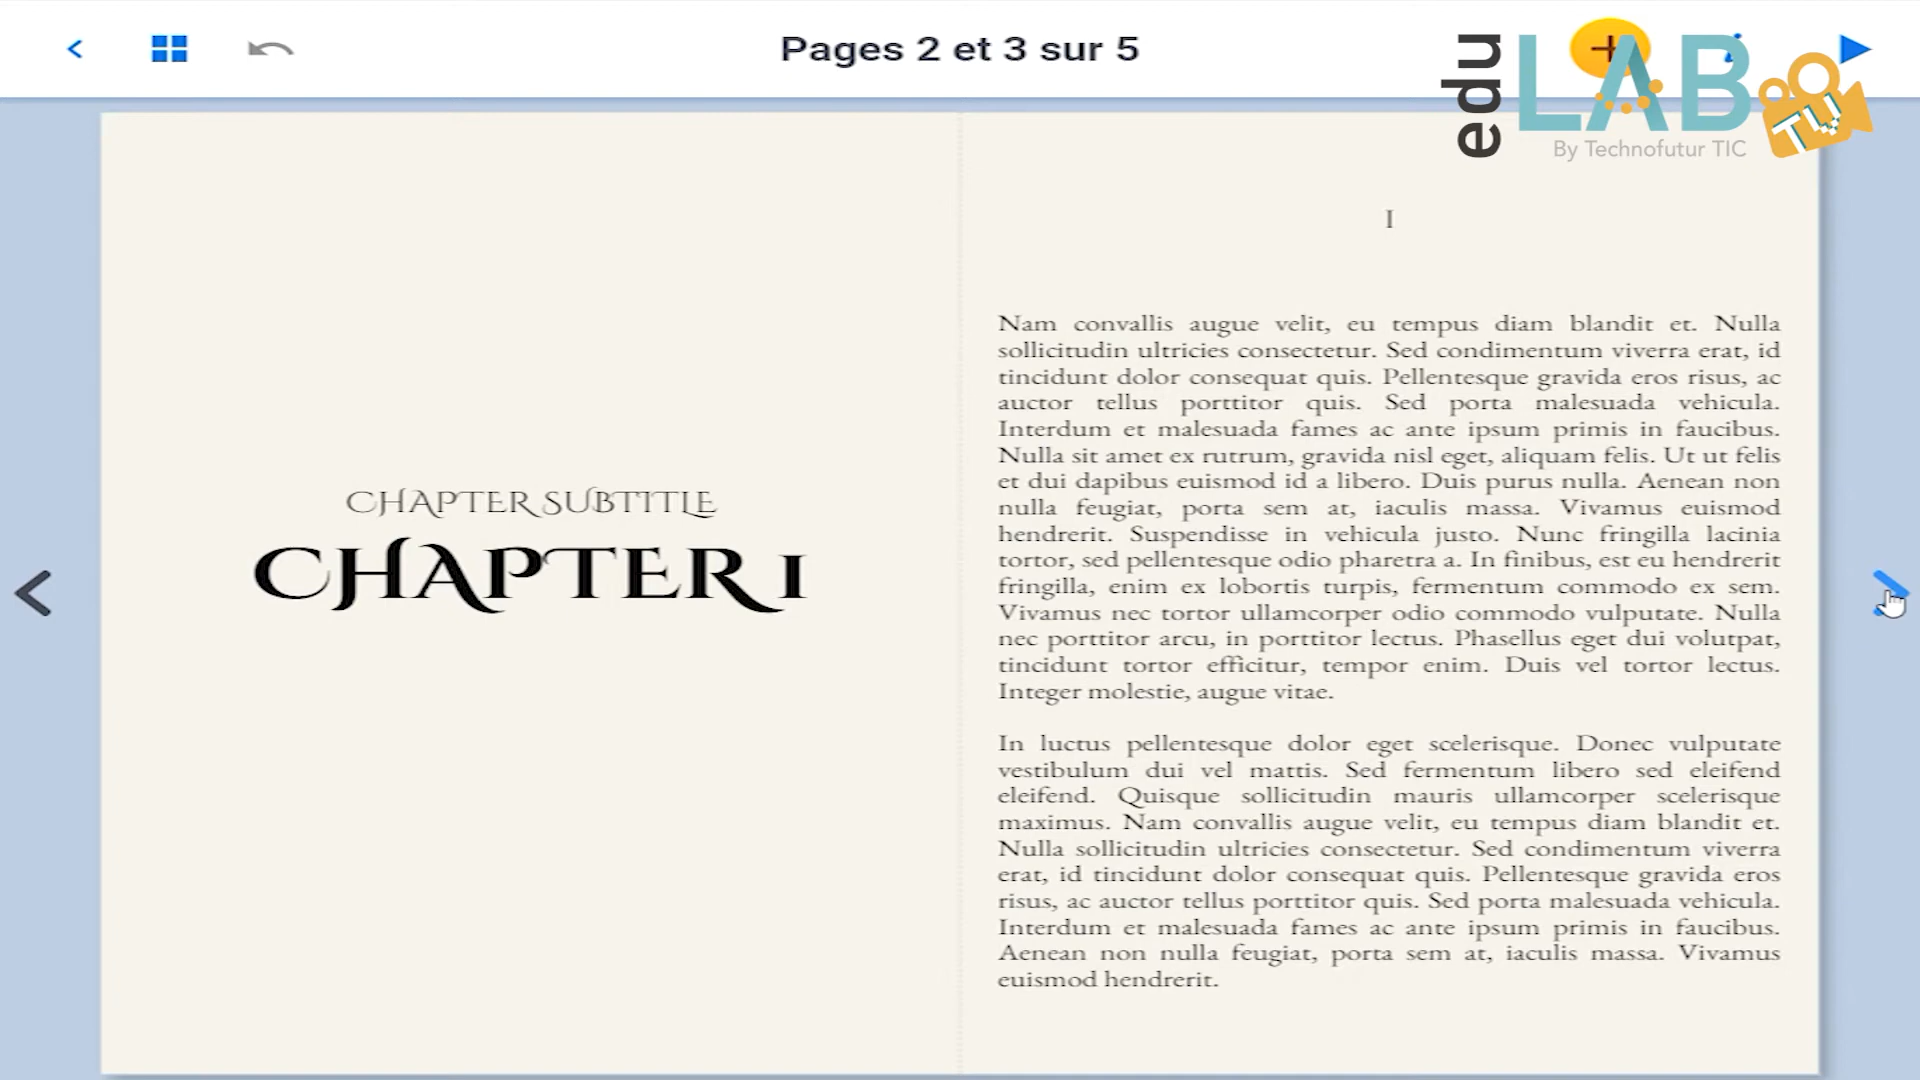 Pages 2 et 3 sur 5
edu LAB
TV
By Technofutur TIC
CHAPTER SUBTITLE
CHAPTER I
I
Nam convallis augue velit, eu tempus diam blandit et. Nulla
sollicitudin ultricies consectetur. Sed condimentum viverra erat, id
tincidunt dolor consequat quis. Pellentesque gravida eros risus, ac
auctor tellus porttitor quis. Sed porta malesuada vehicula.
Interdum et malesuada fames ac ante ipsum primis in faucibus.
Nulla sit amet ex rutrum, gravida nisl eget, aliquam felis. Ut ut felis
et dui dapibus euismod id a libero. Duis purus nulla. Aenean non
nulla feugiat, porta sem at, iaculis massa. Vivamus euismod
hendrerit. Suspendisse in vehicula justo. Nunc fringilla lacinia
tortor, sed pellentesque odio pharetra a. In finibus, est eu hendrerit
fringilla, enim ex lobortis turpis, fermentum commodo ex sem.
Vivamus nec tortor ullamcorper odio commodo vulputate. Nulla
nec porttitor arcu, in porttitor lectus. Phasellus eget dui volutpat,
tincidunt tortor efficitur, tempor enim. Duis vel tortor lectus.
Integer molestie, augue vitae.
In luctus pellentesque dolor eget scelerisque. Donec vulputate
vestibulum dui vel mattis. Sed fermentum libero sed eleifend
eleifend. Quisque sollicitudin mauris ullamcorper scelerisque
maximus. Nam convallis augue velit, eu tempus diam blandit et.
Nulla sollicitudin ultricies consectetur. Sed condimentum viverra
erat, id tincidunt dolor consequat quis. Pellentesque gravida eros
risus, ac auctor tellus porttitor quis. Sed porta malesuada vehicula.
Interdum et malesuada fames ac ante ipsum primis in faucibus.
Aenean non nulla feugiat, porta sem at, iaculis massa. Vivamus
euismod hendrerit.